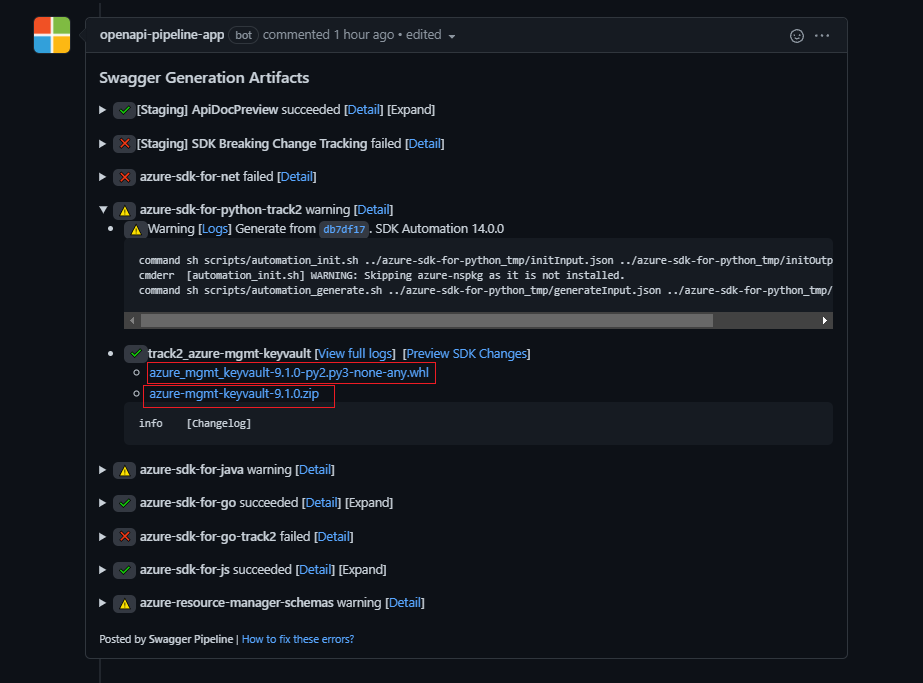 openapi-pipeline-app bot commented 1 hour ago • edited
Swagger Generation Artifacts
[Staging] ApiDocPreview succeeded [Detail] [Expand]
[Staging] SDK Breaking Change Tracking failed [Detail]
azure-sdk-for-net failed [Detail]
azure-sdk-for-python-track2 warning [Detail]
Warning [Logs] Generate from db7df17. SDK Automation 14.0.0
command sh scripts/automation_init.sh ../azure-sdk-for-python_tmp/initInput.json ../azure-sdk-for-python_tmp/initOutp
cmderr [automation_init.sh] WARNING: Skipping azure-nspkg as it is not installed.
command sh scripts/automation_generate.sh ../azure-sdk-for-python_tmp/generateInput.json ../azure-sdk-for-python_tmp/
track2_azure-mgmt-keyvault [View full logs] [Preview SDK Changes]
azure_mgmt_keyvault-9.1.0-py2.py3-none-any.whl
azure-mgmt-keyvault-9.1.0.zip
info [Changelog]
azure-sdk-for-java warning [Detail]
azure-sdk-for-go succeeded [Detail] [Expand]
azure-sdk-for-go-track2 failed [Detail]
azure-sdk-for-js succeeded [Detail] [Expand]
azure-resource-manager-schemas warning [Detail]
Posted by Swagger Pipeline | How to fix these errors?